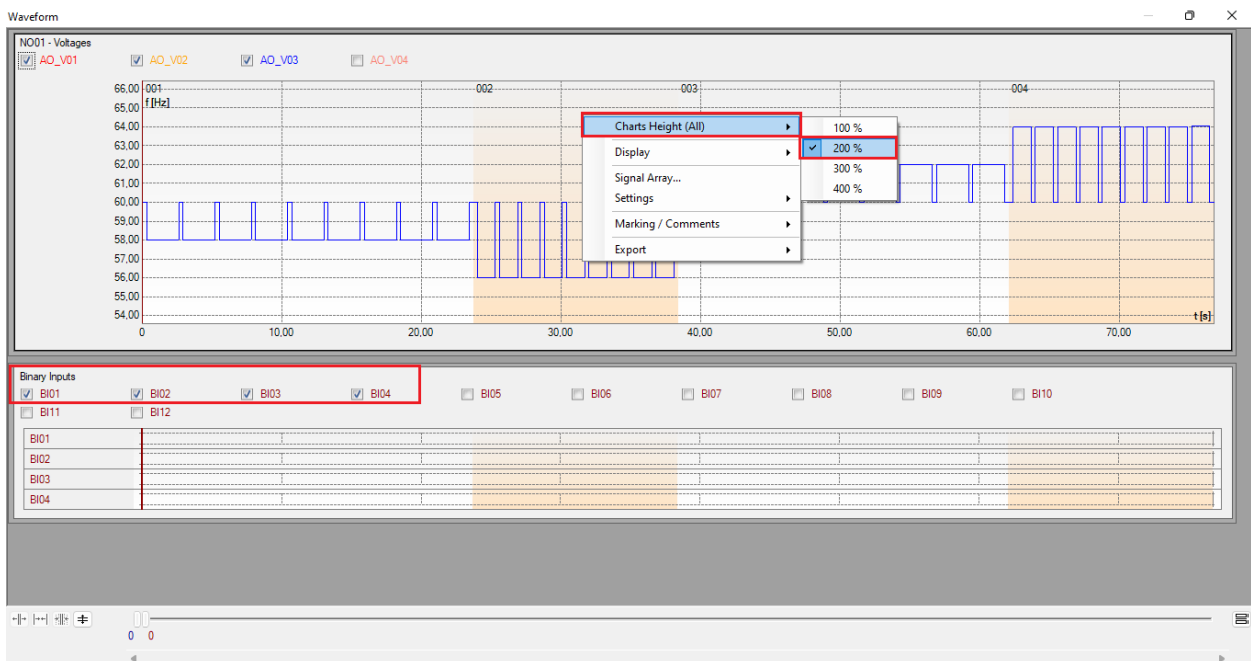 Waveform
NO01 - Voltages
AO_V01 AO_V02 AO_V03 AO_V04
66,00 001 002 003 004
65,00 f [Hz]
64,00
63,00
62,00
61,00
60,00
59,00
58,00
57,00
56,00
55,00
54,00
t [s]
0 10,00 20,00 30,00 40,00 50,00 60,00 70,00
Charts Height (All)
Display
Signal Array...
Settings
Marking / Comments
Export
100 %
200 %
300 %
400 %
Binary Inputs
BI01 BI02 BI03 BI04 BI05 BI06 BI07 BI08 BI09 BI10
BI11 BI12
BI01
BI02
BI03
BI04
0 0